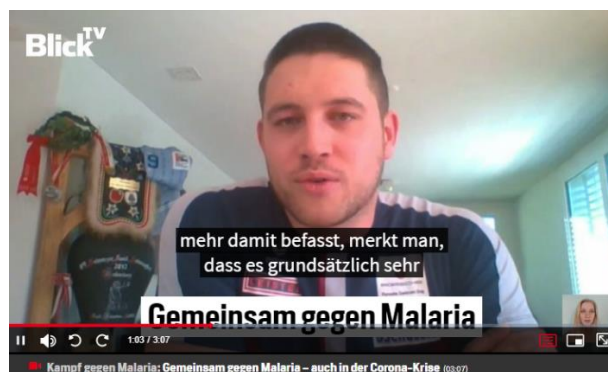 Blick TV
9
mehr damit befasst, merkt man,
dass es grundsätzlich sehr
Gemeinsam gegen Malaria
1:03 / 3:07
Kampf gegen Malaria: Gemeinsam gegen Malaria – auch in der Corona-Krise (03:07)